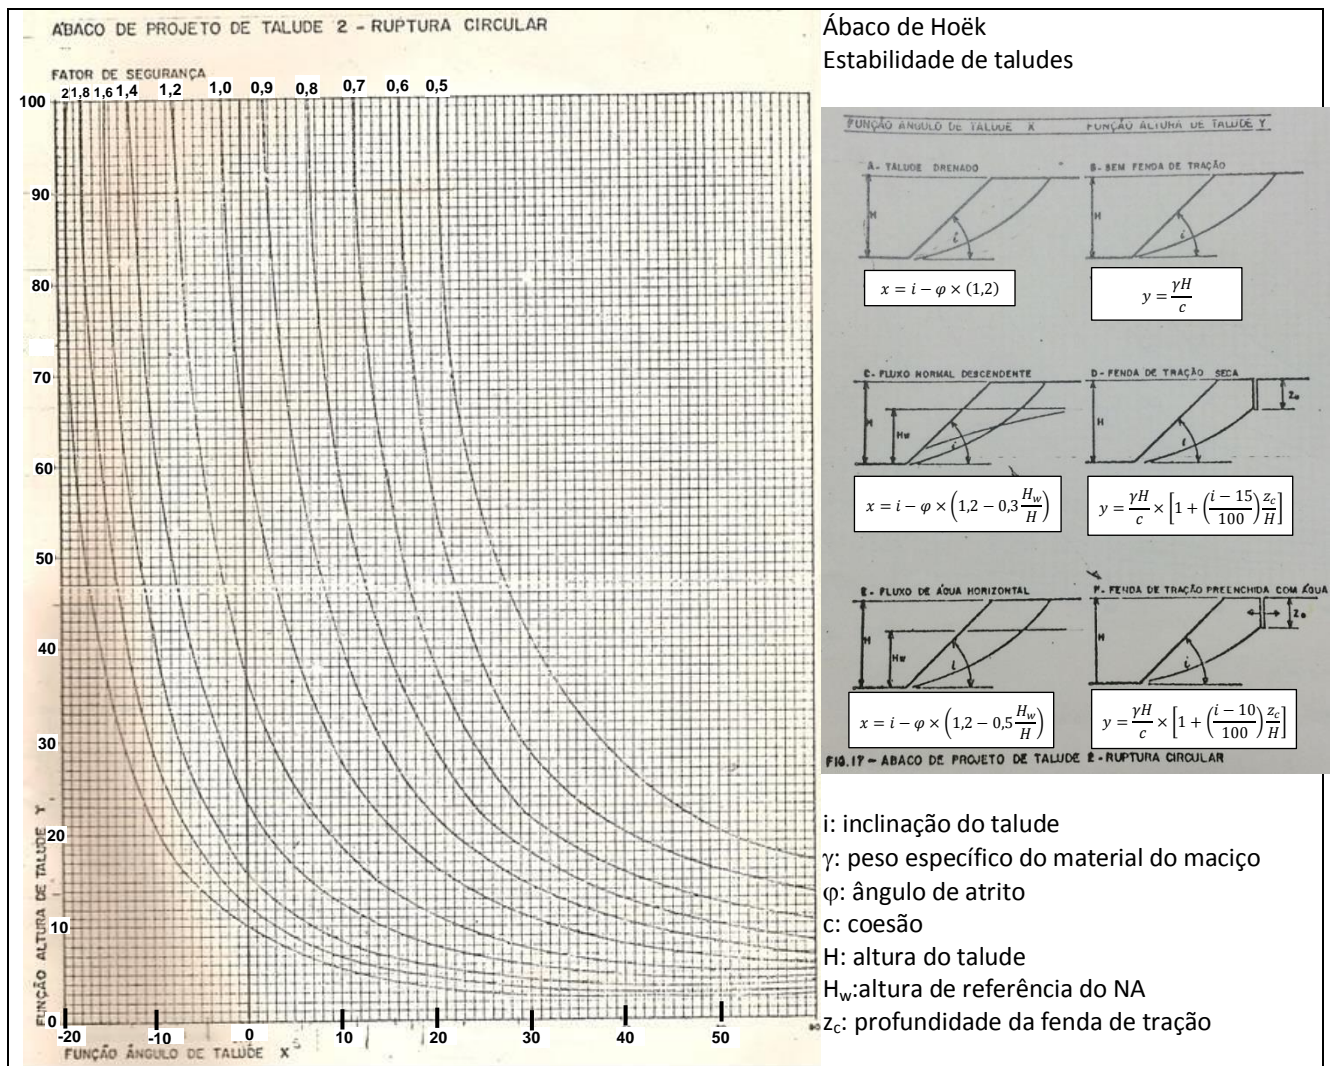 ÁBACO DE PROJETO DE TALUDE 2 - RUPTURA CIRCULAR
FATOR DE SEGURANÇA
2 1,8 1,6 1,4 1,2 1,0 0,9 0,8 0,7 0,6 0,5
100
90
80
70
60
50
40
30
20
10
0
FUNÇÃO ALTURA DE TALUDE Y
-20 -10 0 10 20 30 40 50 60
FUNÇÃO ÂNGULO DE TALUDE X
Ábaco de Hoëk
Estabilidade de taludes
FUNÇÃO ÂNGULO DE TALUDE X FUNÇÃO ALTURA DE TALUDE Y
A- TALUDE DRENADO
H
i
x = i − φ × (1,2)
B- SEM FENDA DE TRAÇÃO
H
i
y = γH/c
C- FLUXO NORMAL DESCENDENTE
H
Hw
i
x = i − φ × (1,2 − 0,3 Hw/H)
D- FENDA DE TRAÇÃO SECA
H
i
Zo
y = γH/c × [1 + ((i − 15)/100) zc/H]
E- FLUXO DE ÁGUA HORIZONTAL
H
Hw
i
x = i − φ × (1,2 − 0,5 Hw/H)
F- FENDA DE TRAÇÃO PREENCHIDA COM ÁGUA
H
i
Zo
y = γH/c × [1 + ((i − 10)/100) zc/H]
FIG.17 - ABACO DE PROJETO DE TALUDE 2 - RUPTURA CIRCULAR
i: inclinação do talude
γ: peso específico do material do maciço
φ: ângulo de atrito
c: coesão
H: altura do talude
Hw:altura de referência do NA
zc: profundidade da fenda de tração